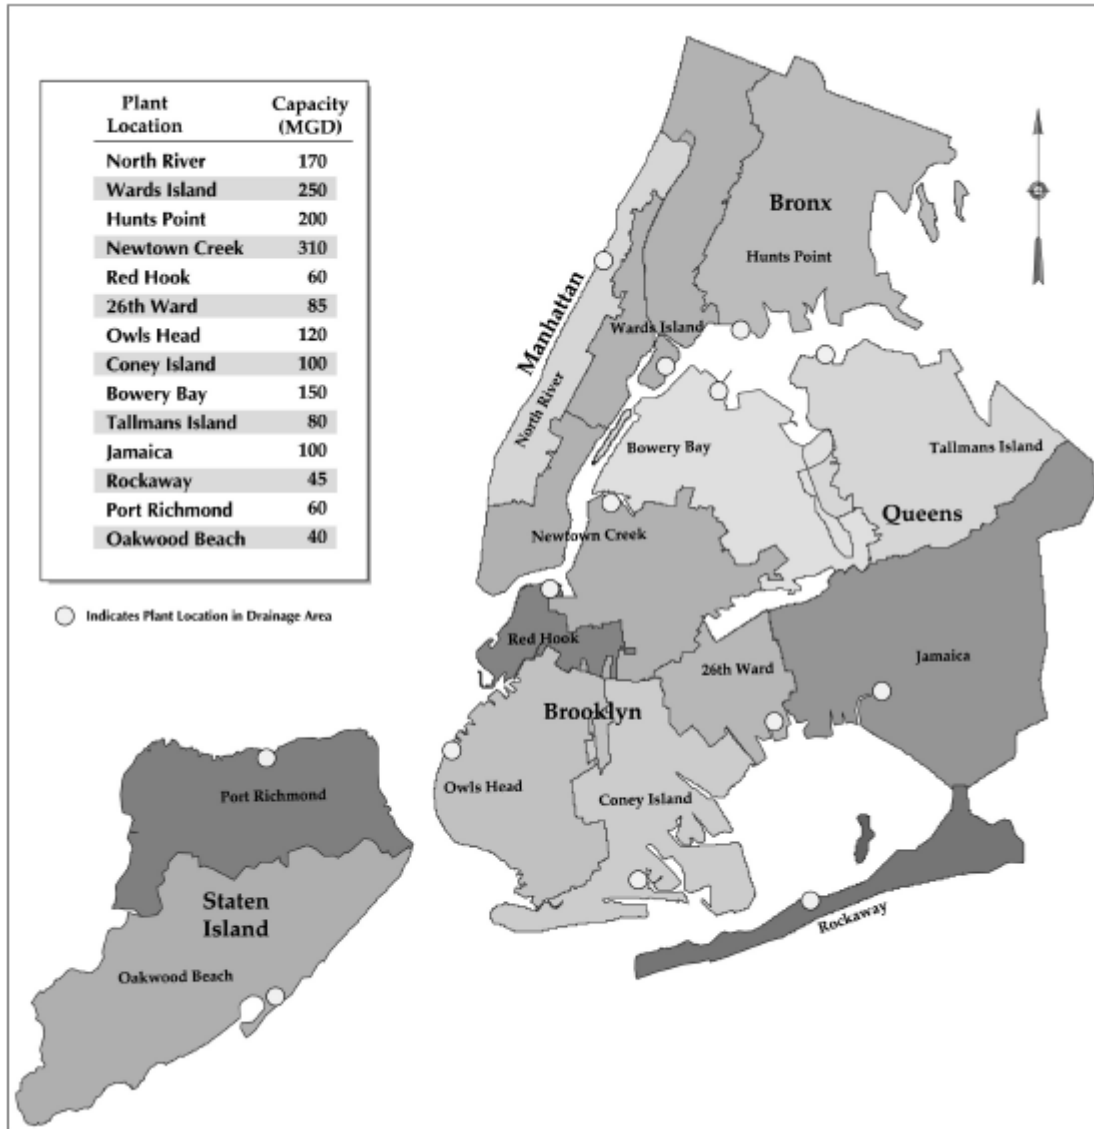 Plant Location Capacity (MGD)
North River 170
Wards Island 250
Hunts Point 200
Newtown Creek 310
Red Hook 60
26th Ward 85
Owls Head 120
Coney Island 100
Bowery Bay 150
Tallmans Island 80
Jamaica 100
Rockaway 45
Port Richmond 60
Oakwood Beach 40
Indicates Plant Location in Drainage Area
Bronx
Hunts Point
Manhattan
Wards Island
North River
Bowery Bay
Tallmans Island
Queens
Newtown Creek
Red Hook
26th Ward
Jamaica
Brooklyn
Owls Head
Coney Island
Rockaway
Port Richmond
Staten
Island
Oakwood Beach